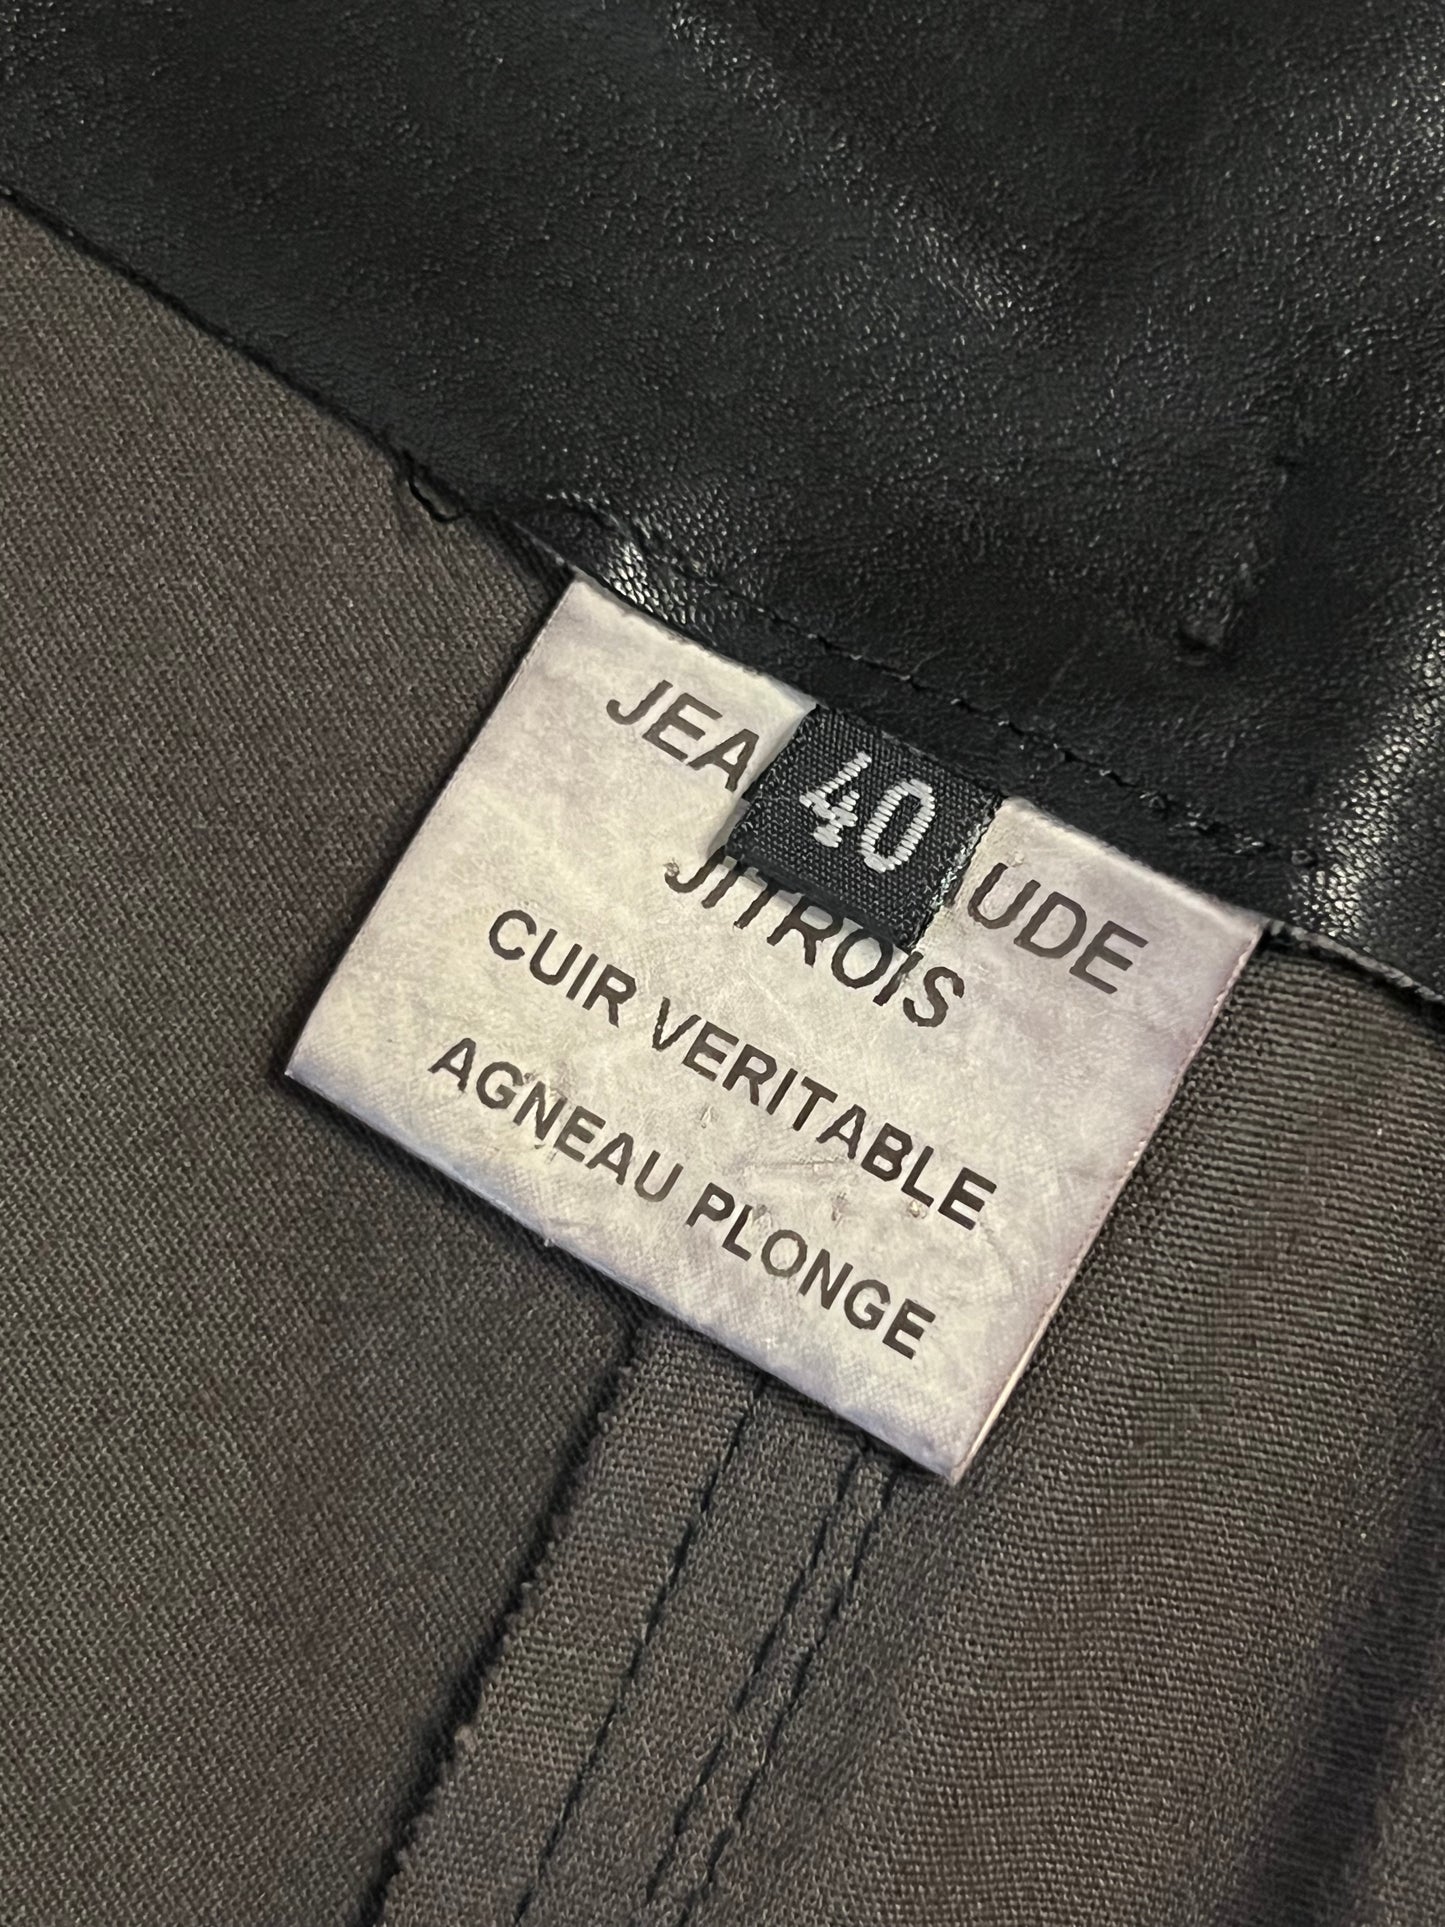 JEA UDE
40
JITROIS
CUIR VERITABLE
AGNEAU PLONGE